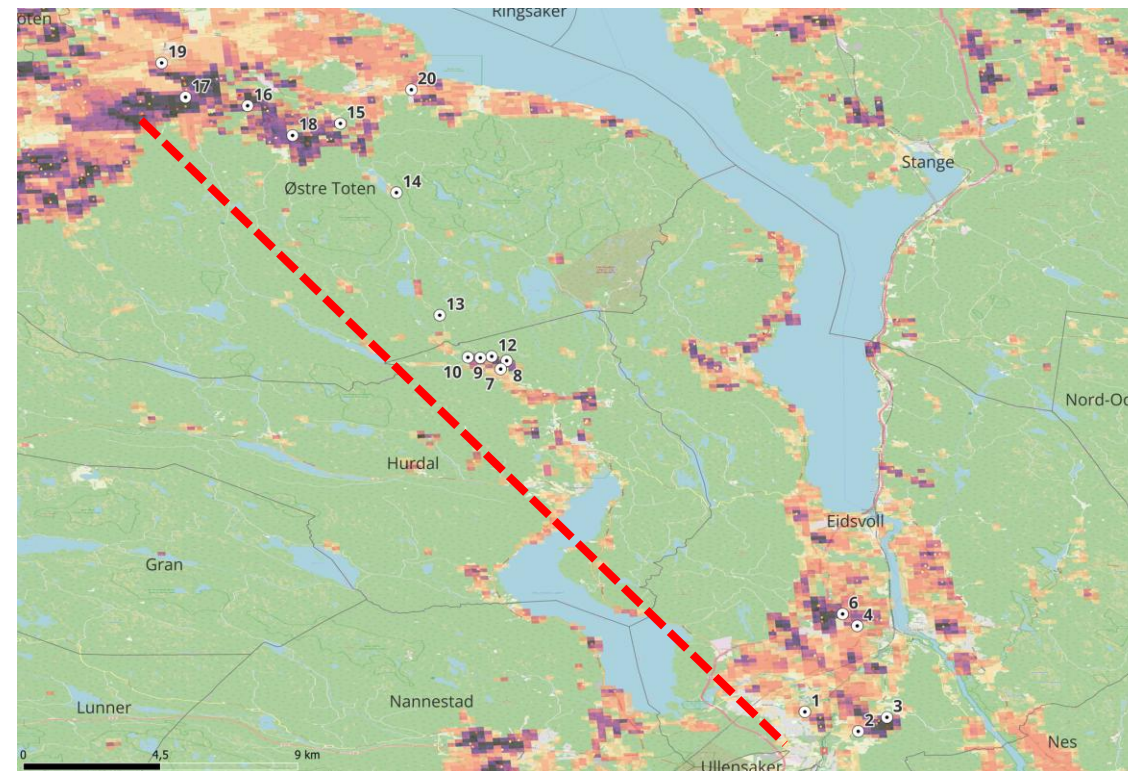 Ringsaker
oten
19
20
17
16
15
18
Stange
14
Østre Toten
13
12
10
9
8
7
Nord-Oc
Hurdal
Eidsvoll
Gran
6
4
Nannestad
1
3
Lunner
2
Nes
0
4,5
9 km
Ullensaker